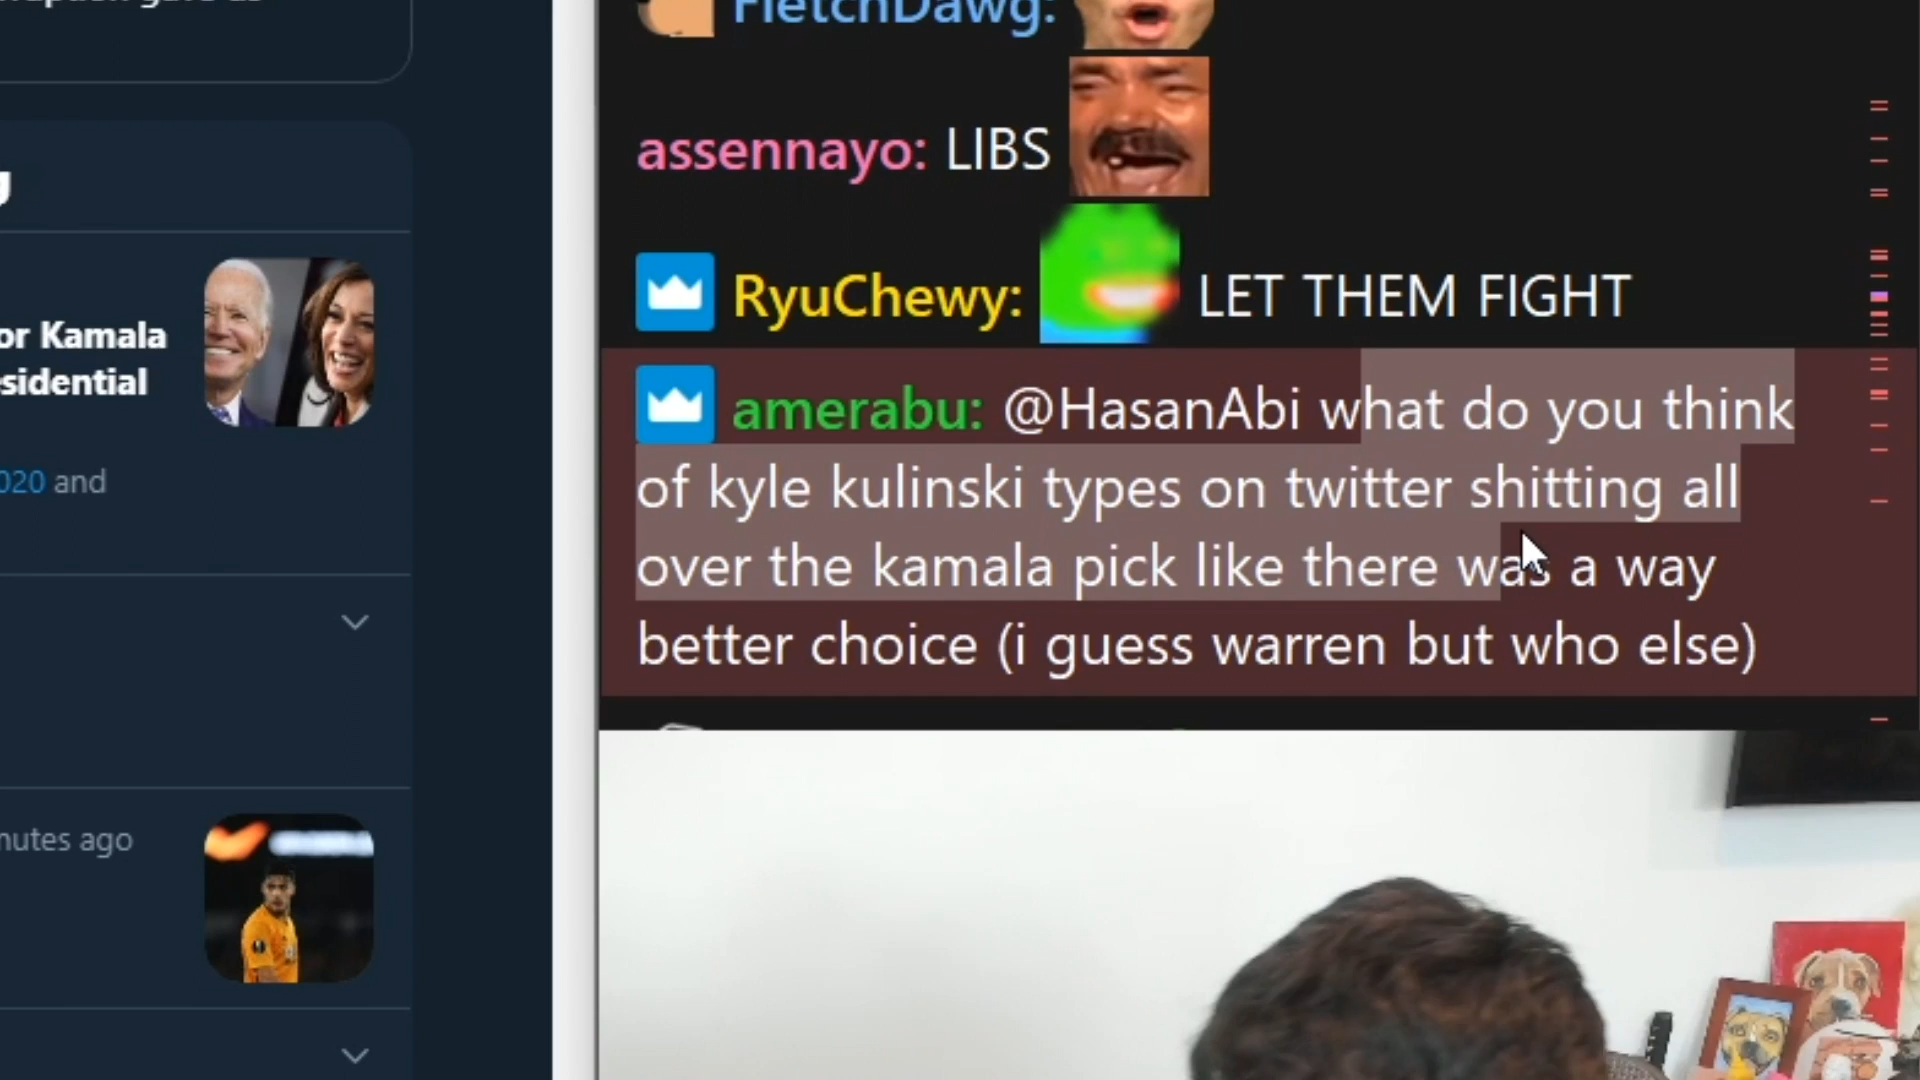 FletchDawg:
assennayo: LIBS
RyuChewy: LET THEM FIGHT
amerabu: @HasanAbi what do you think
of kyle kulinski types on twitter shitting all
over the kamala pick like there was a way
better choice (i guess warren but who else)
or Kamala
sidential
020 and
nutes ago